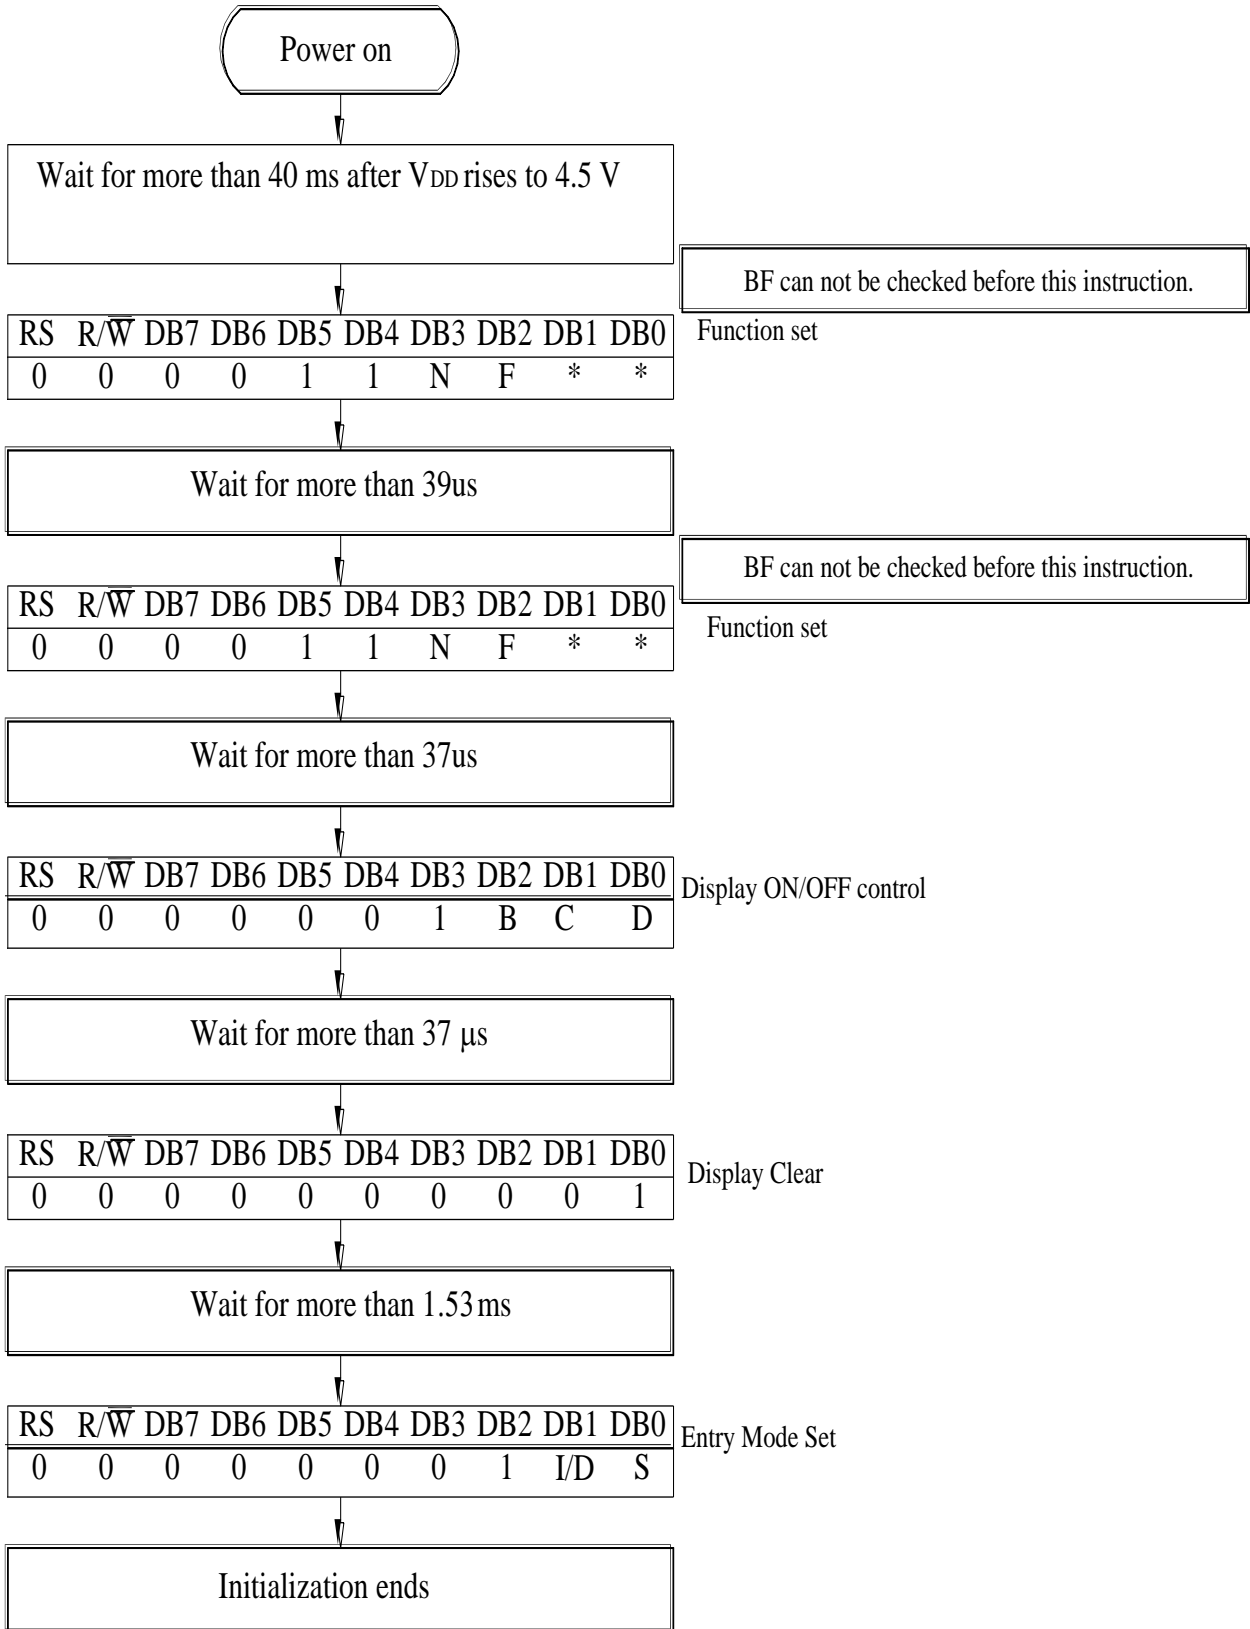 Power on
Wait for more than 40 ms after VDD rises to 4.5 V
BF can not be checked before this instruction.
RS R/W̅ DB7 DB6 DB5 DB4 DB3 DB2 DB1 DB0
Function set
0 0 0 0 1 1 N F * *
Wait for more than 39us
BF can not be checked before this instruction.
RS R/W̅ DB7 DB6 DB5 DB4 DB3 DB2 DB1 DB0
Function set
0 0 0 0 1 1 N F * *
Wait for more than 37us
RS R/W̅ DB7 DB6 DB5 DB4 DB3 DB2 DB1 DB0
Display ON/OFF control
0 0 0 0 0 0 1 B C D
Wait for more than 37 μs
RS R/W̅ DB7 DB6 DB5 DB4 DB3 DB2 DB1 DB0
Display Clear
0 0 0 0 0 0 0 0 0 1
Wait for more than 1.53 ms
RS R/W̅ DB7 DB6 DB5 DB4 DB3 DB2 DB1 DB0
Entry Mode Set
0 0 0 0 0 0 0 1 I/D S
Initialization ends